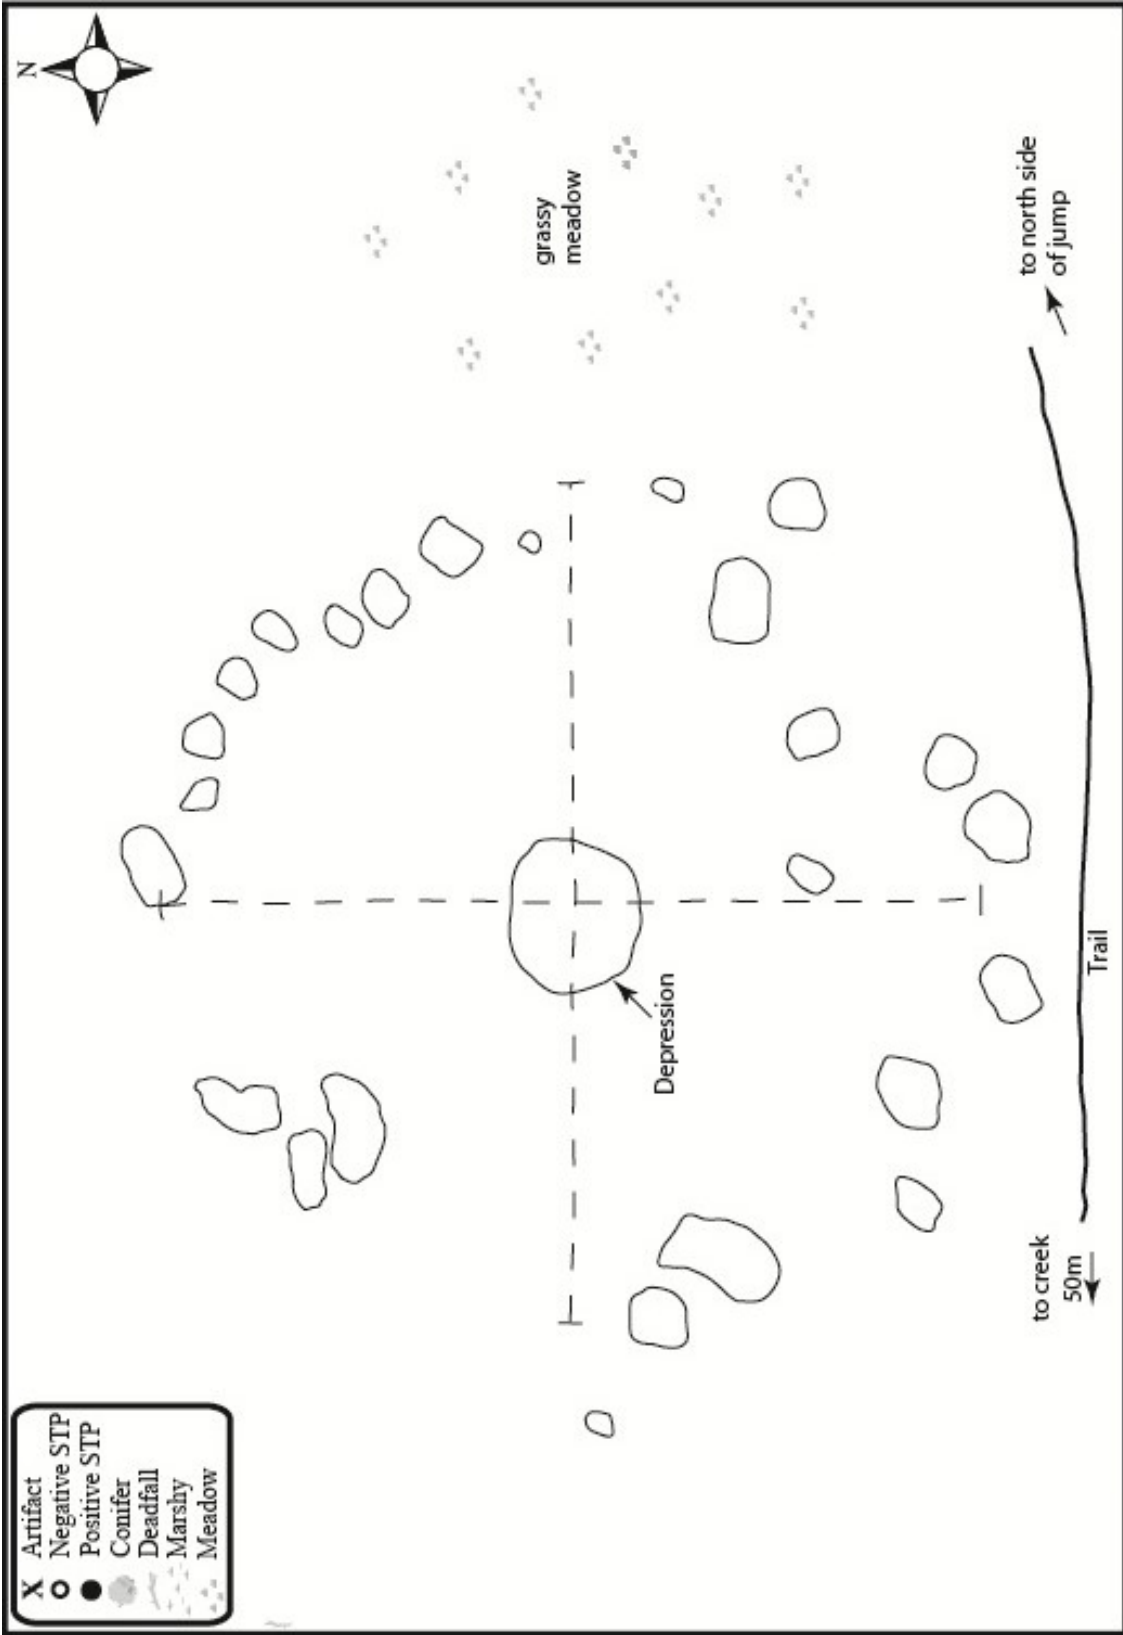 N
grassy
meadow
to north side
of jump
Depression
Trail
to creek
50m
X Artifact
Negative STP
Positive STP
Conifer
Deadfall
Marshy
Meadow